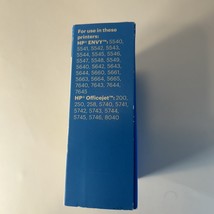 For use in these
printers:
HP® ENVY™: 5540,
5541, 5542, 5543,
5544, 5545, 5546,
5547, 5548, 5549,
5640, 5642, 5643,
5644, 5660, 5661,
5663, 5664, 5665,
7640, 7643, 7644,
7645
HP® Officejet™: 200,
250, 258, 5740, 5741,
5742, 5743, 5744,
5745, 5746, 8040